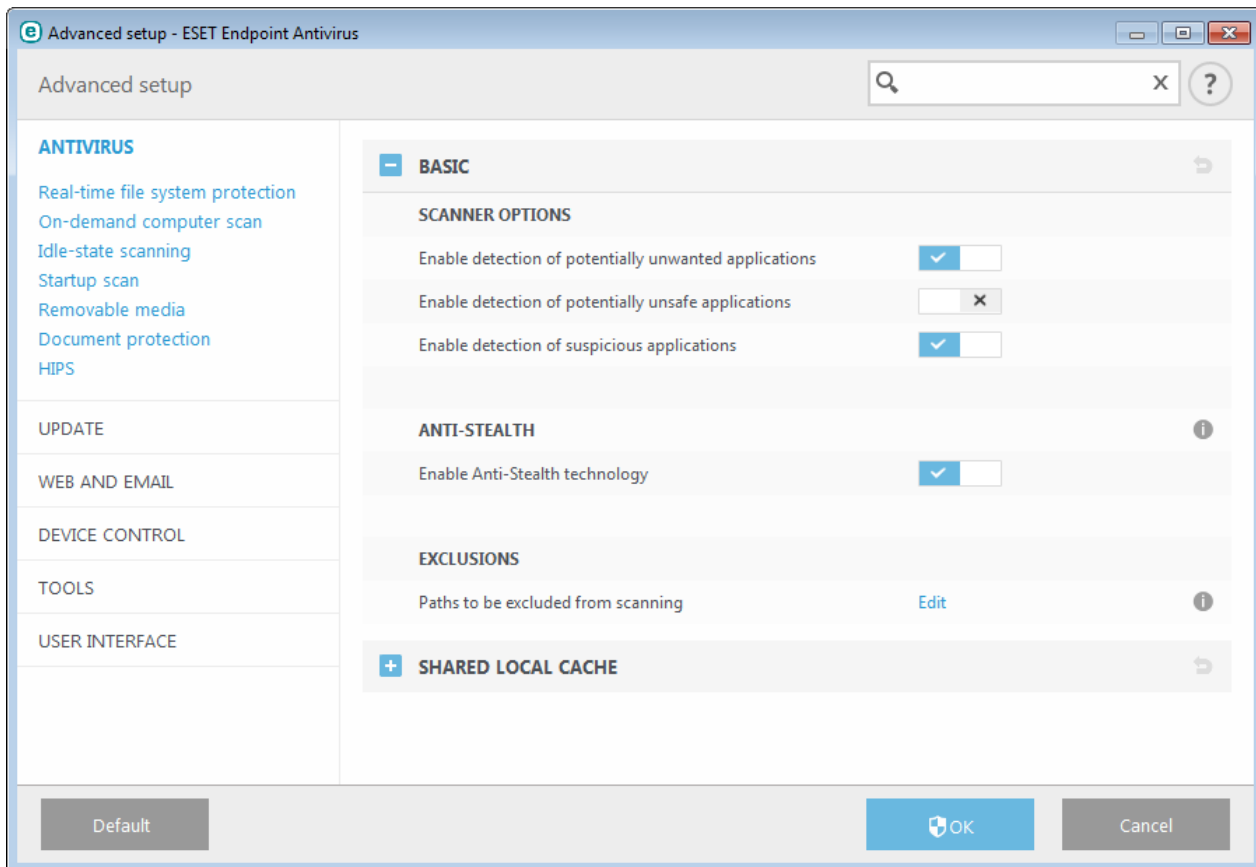 Advanced setup - ESET Endpoint Antivirus
Advanced setup
?
ANTIVIRUS
Real-time file system protection
On-demand computer scan
Idle-state scanning
Startup scan
Removable media
Document protection
HIPS
UPDATE
WEB AND EMAIL
DEVICE CONTROL
TOOLS
USER INTERFACE
BASIC
SCANNER OPTIONS
Enable detection of potentially unwanted applications
Enable detection of potentially unsafe applications
Enable detection of suspicious applications
ANTI-STEALTH
Enable Anti-Stealth technology
EXCLUSIONS
Paths to be excluded from scanning Edit
SHARED LOCAL CACHE
Default
OK
Cancel